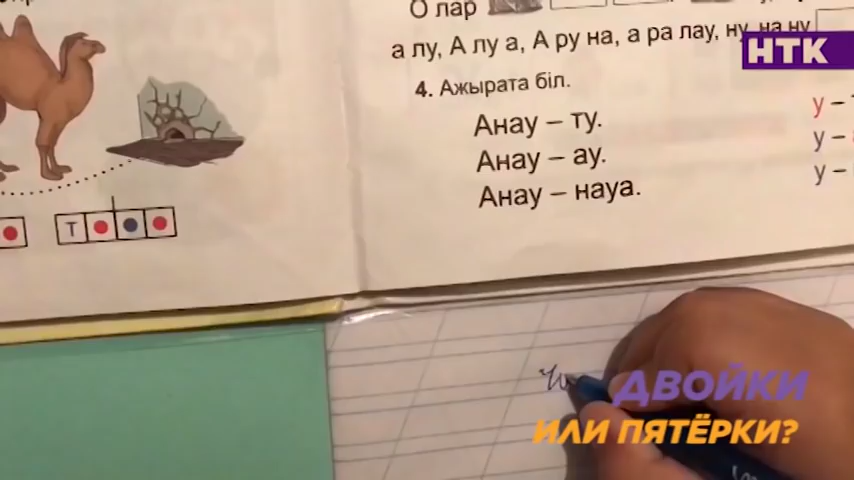 О лар
а лу, А лу а, А ру на, а ра лау, ну, на ну
НТК
4. Ажырата біл.
Анау – ту.
Анау – ау.
Анау – науа.
у –
у –
у –
Т
ДВОЙКИ
ИЛИ ПЯТЁРКИ?